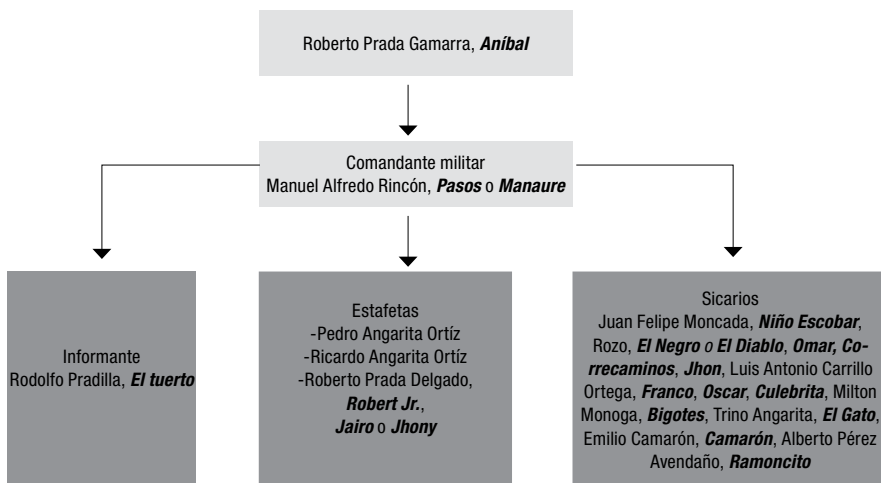 Roberto Prada Gamarra, Aníbal
Comandante militar
Manuel Alfredo Rincón, Pasos o Manaure
Informante
Rodolfo Pradilla, El tuerto
Estafetas
-Pedro Angarita Ortíz
-Ricardo Angarita Ortíz
-Roberto Prada Delgado,
Robert Jr.,
Jairo o Jhony
Sicarios
Juan Felipe Moncada, Niño Escobar,
Rozo, El Negro o El Diablo, Omar, Co-
rrecaminos, Jhon, Luis Antonio Carrillo
Ortega, Franco, Oscar, Culebrita, Milton
Monoga, Bigotes, Trino Angarita, El Gato,
Emilio Camarón, Camarón, Alberto Pérez
Avendaño, Ramoncito